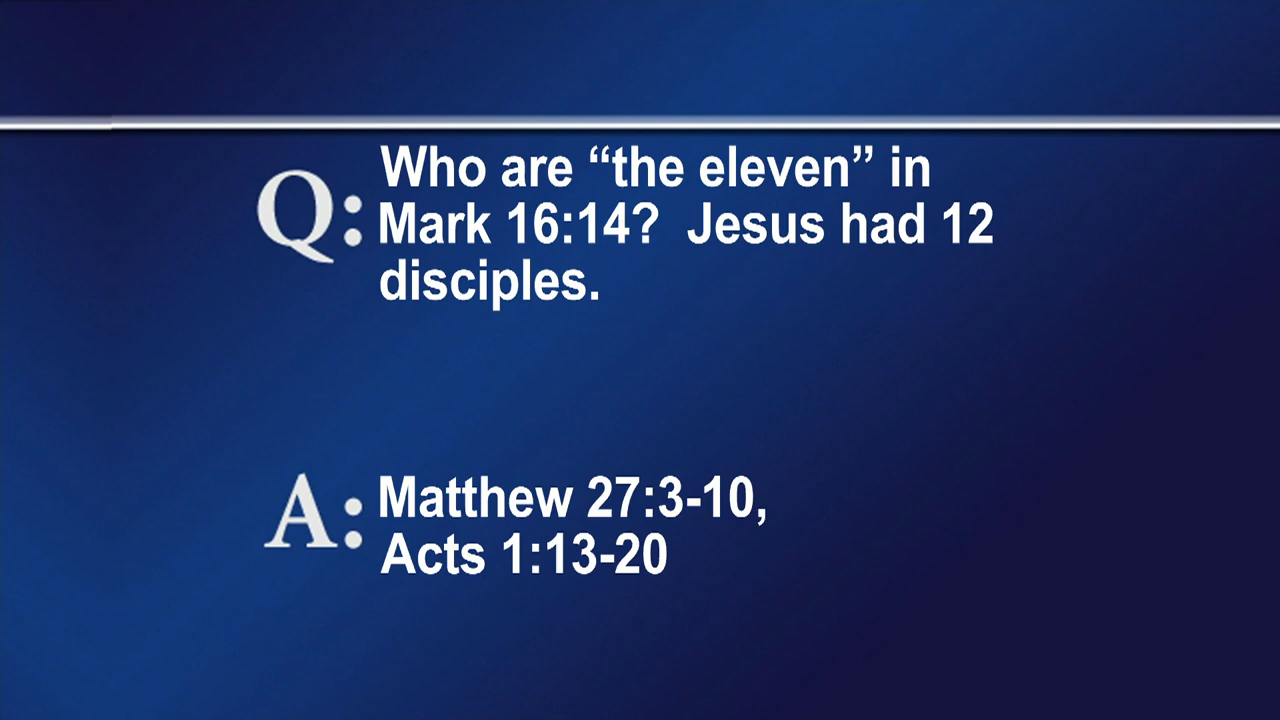 Q: Who are “the eleven” in
Mark 16:14?  Jesus had 12
disciples.
A: Matthew 27:3-10,
Acts 1:13-20